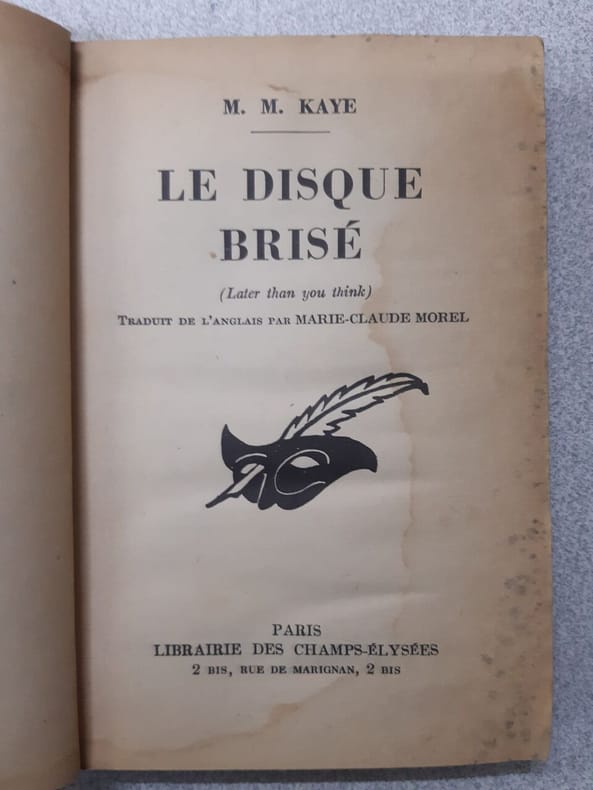 M. M. KAYE
LE DISQUE
BRISÉ
(Later than you think)
TRADUIT DE L'ANGLAIS PAR MARIE-CLAUDE MOREL
PARIS
LIBRAIRIE DES CHAMPS-ÉLYSÉES
2 BIS, RUE DE MARIGNAN, 2 BIS